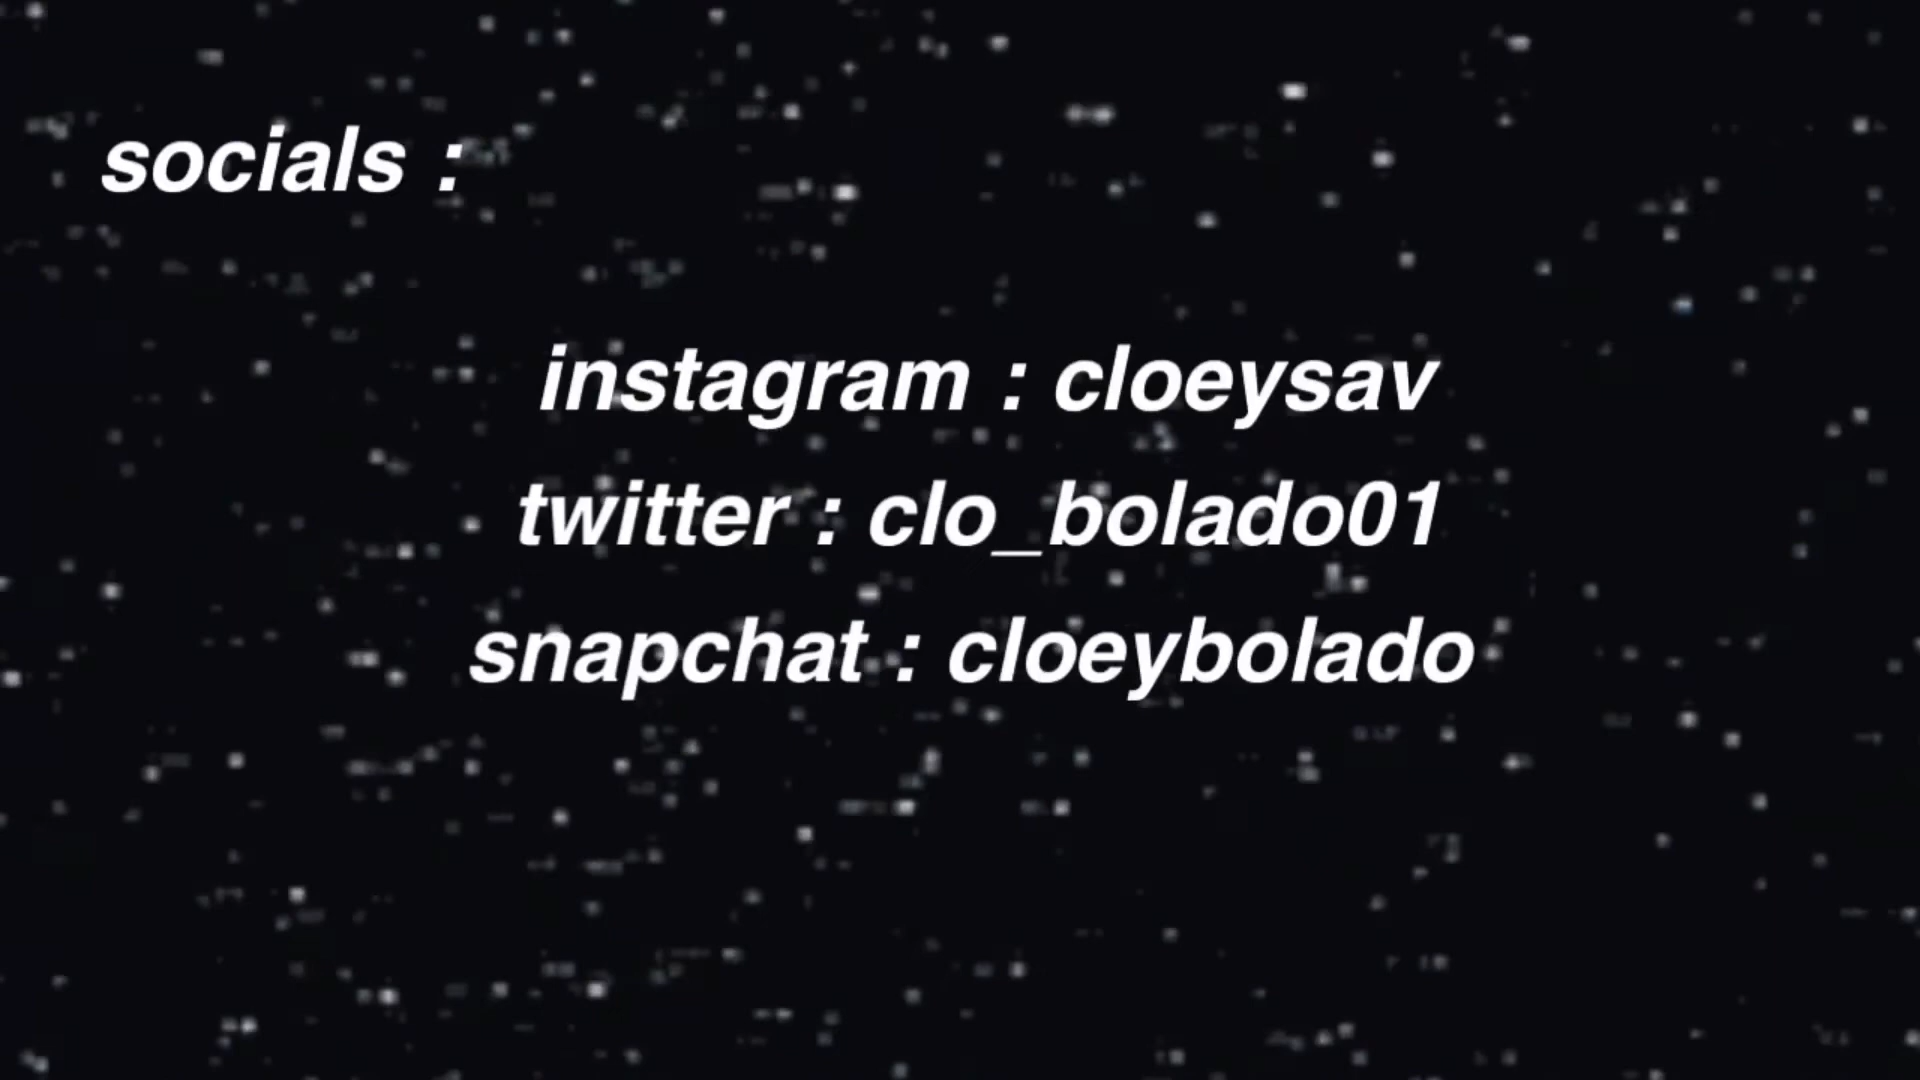 socials :
instagram : cloeysav
twitter : clo_bolado01
snapchat : cloeybolado